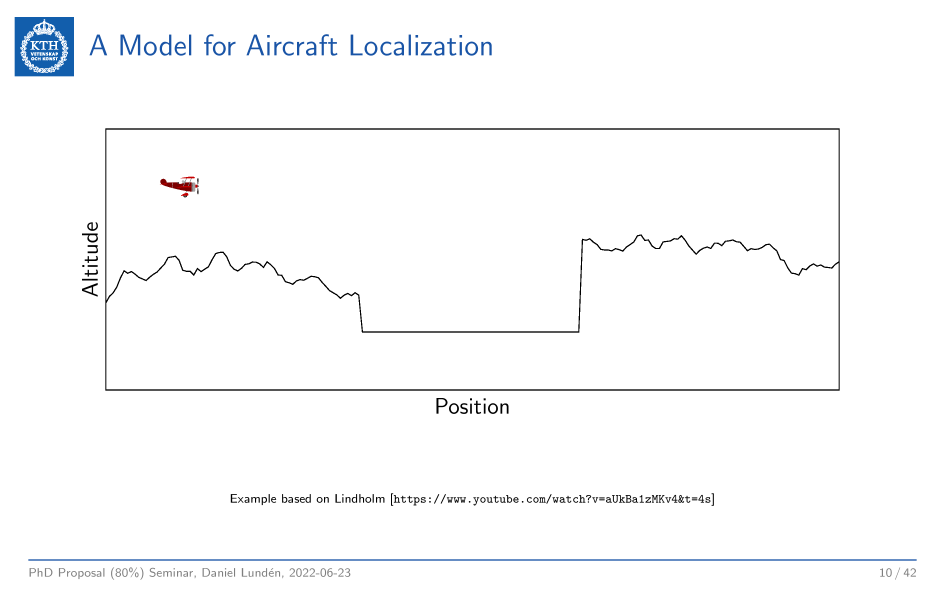 KTH
VETENSKAP
OCH KONST
A Model for Aircraft Localization
Altitude
Position
Example based on Lindholm [https://www.youtube.com/watch?v=aUkBa1zMKv4&t=4s]
PhD Proposal (80%) Seminar, Daniel Lundén, 2022-06-23
10 / 42